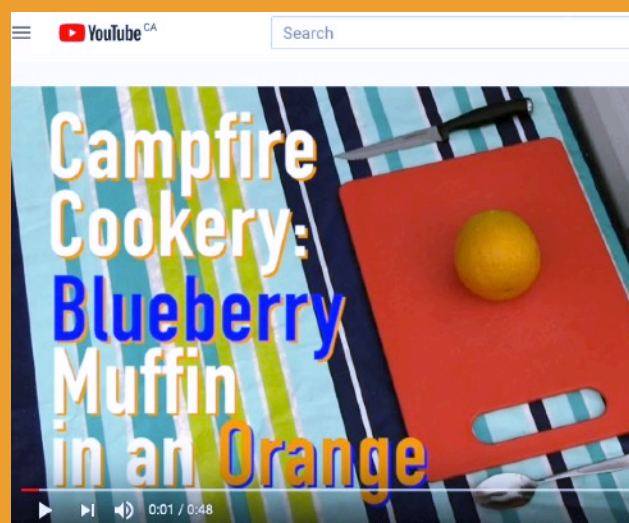 YouTube CA
Search
Campfire
Cookery:
Blueberry
Muffin
in an Orange
0:01 / 0:48